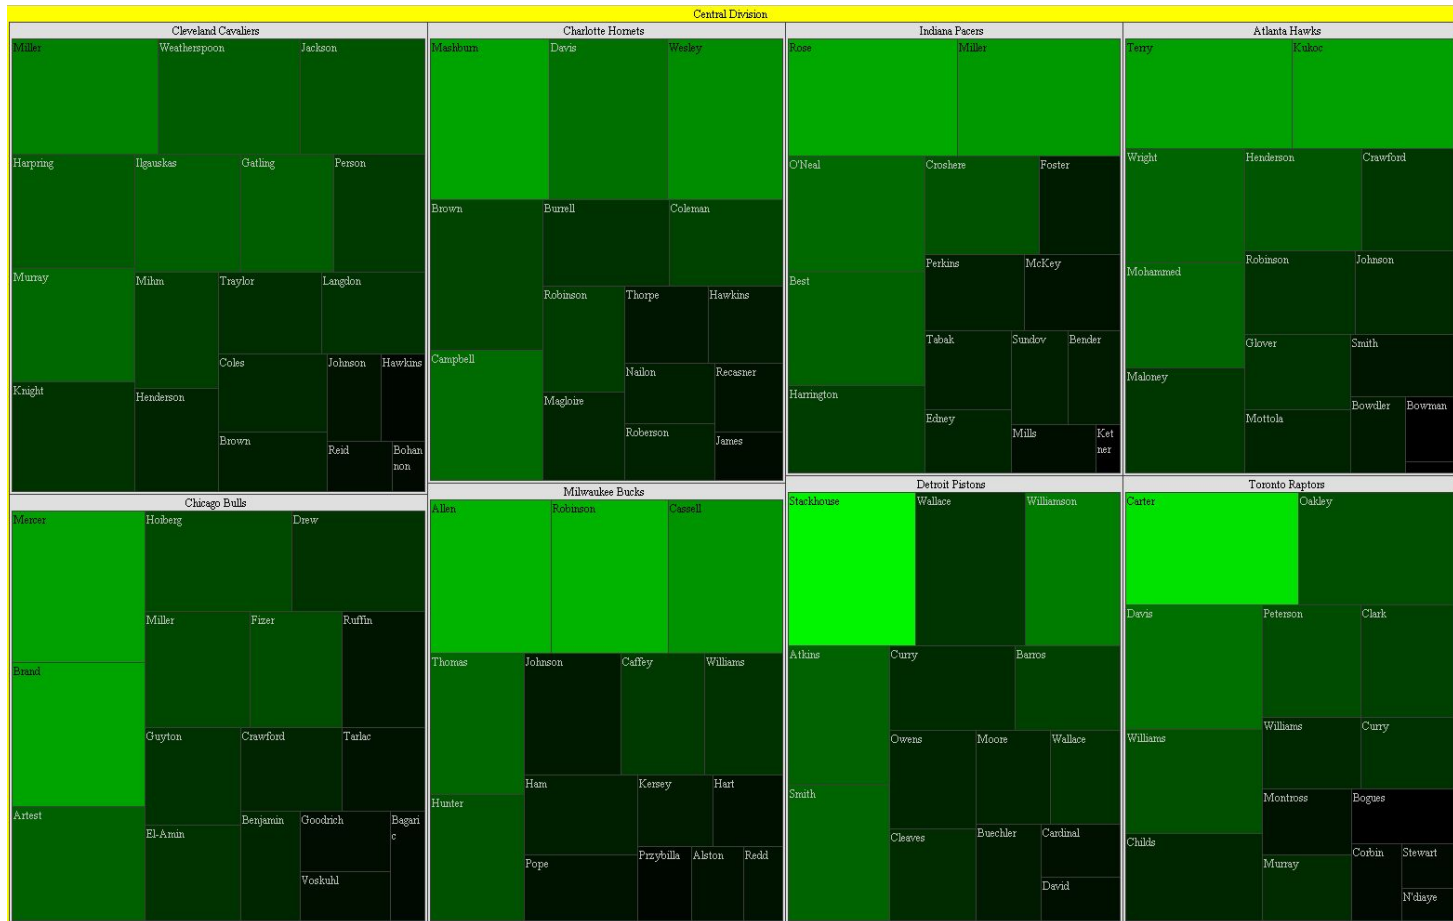 Central Division
Cleveland Cavaliers
Miller
Weatherspoon
Jackson
Harpring
Ilgauskas
Gatling
Person
Murray
Mihm
Traylor
Langdon
Knight
Henderson
Coles
Brown
Johnson
Hawkins
Reid
Bohan
non
Charlotte Hornets
Mashburn
Davis
Wesley
Brown
Burrell
Coleman
Campbell
Robinson
Magloire
Thorpe
Hawkins
Nailon
Recasner
Roberson
James
Indiana Pacers
Rose
Miller
O'Neal
Croshere
Foster
Best
Perkins
McKey
Harrington
Tabak
Sundov
Bender
Edney
Mills
Ket
ner
Atlanta Hawks
Terry
Kukoc
Wright
Henderson
Crawford
Mohammed
Robinson
Johnson
Maloney
Glover
Smith
Mottola
Bowdler
Bowman
Chicago Bulls
Mercer
Hoiberg
Drew
Brand
Miller
Fizer
Ruffin
Artest
Guyton
Crawford
Tarlac
El-Amin
Benjamin
Goodrich
Bagari
c
Voskuhl
Milwaukee Bucks
Allen
Robinson
Cassell
Thomas
Johnson
Caffey
Williams
Hunter
Ham
Kersey
Hart
Pope
Przybilla
Alston
Redd
Detroit Pistons
Stackhouse
Wallace
Williamson
Atkins
Curry
Barros
Smith
Owens
Moore
Wallace
Cleaves
Buechler
Cardinal
David
Toronto Raptors
Carter
Oakley
Davis
Peterson
Clark
Williams
Williams
Curry
Childs
Montross
Bogues
Murray
Corbin
Stewart
N'diaye